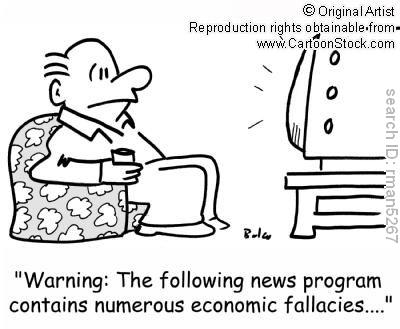 © Original Artist
Reproduction rights obtainable from
www.CartoonStock.com
search ID: rman5267
"Warning: The following news program
contains numerous economic fallacies...."